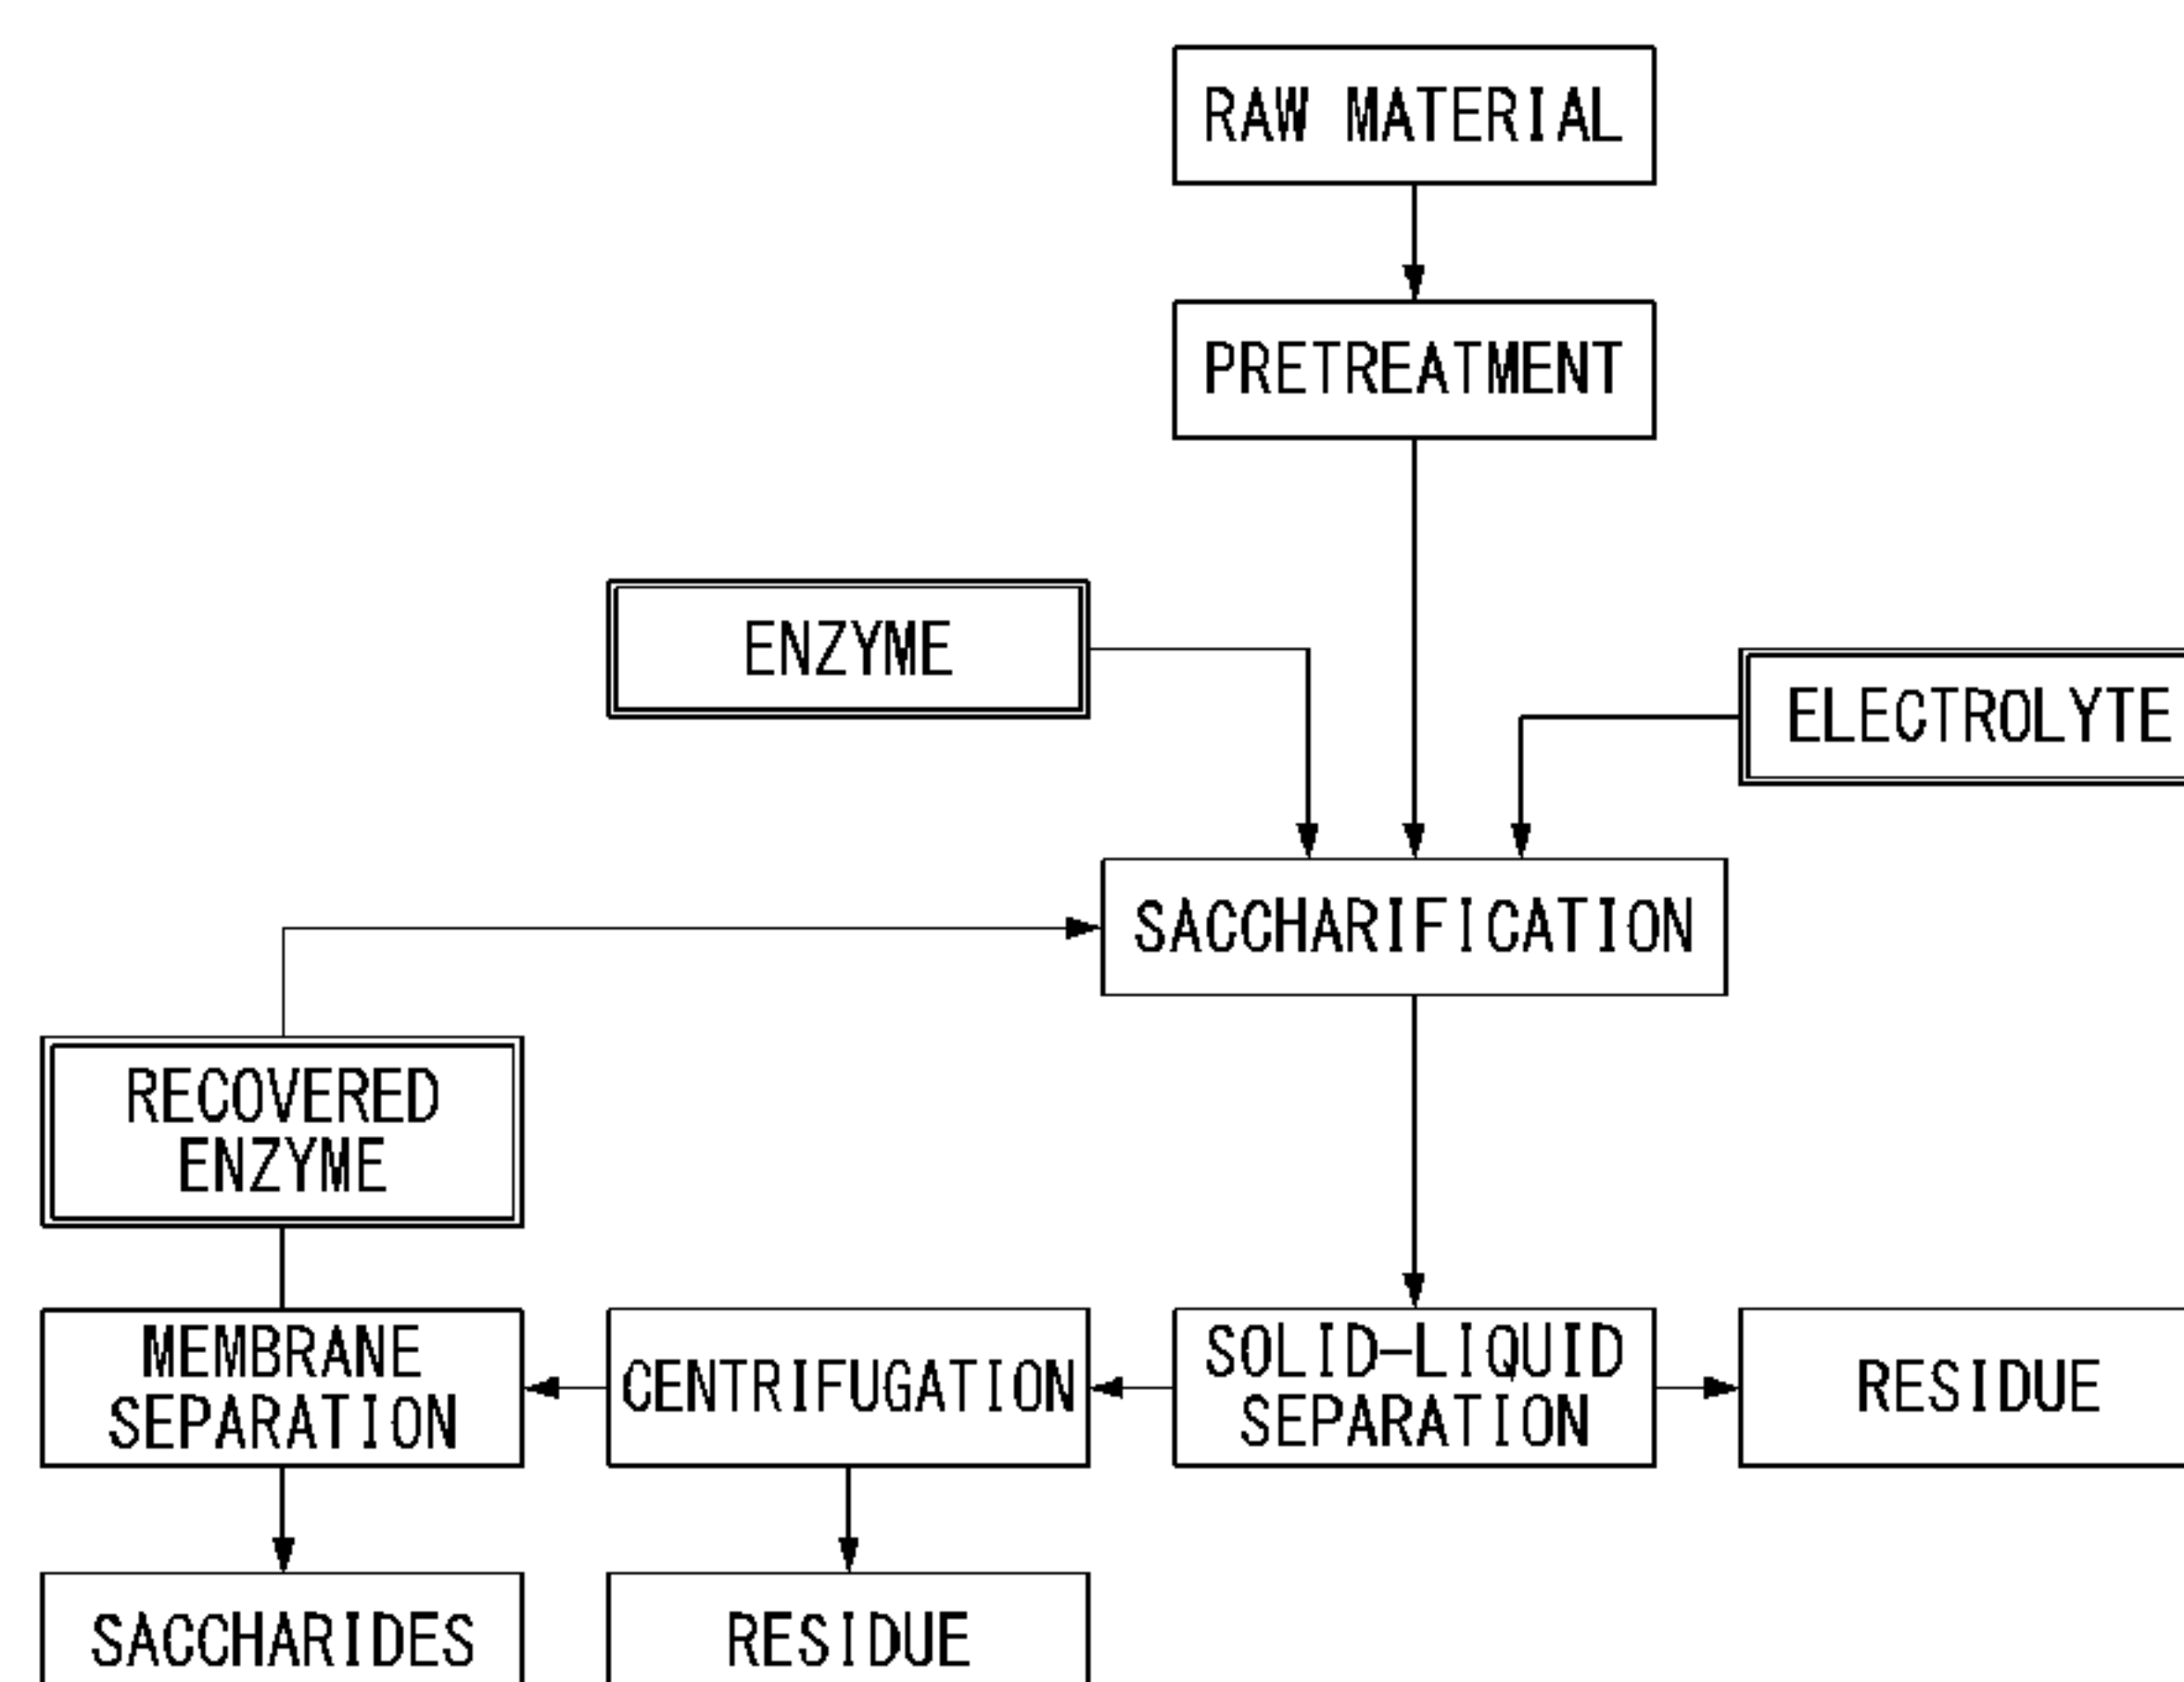 RAW MATERIAL
PRETREATMENT
ENZYME
ELECTROLYTE
SACCHARIFICATION
RECOVERED
ENZYME
MEMBRANE
SEPARATION
CENTRIFUGATION
SOLID-LIQUID
SEPARATION
RESIDUE
SACCHARIDES
RESIDUE